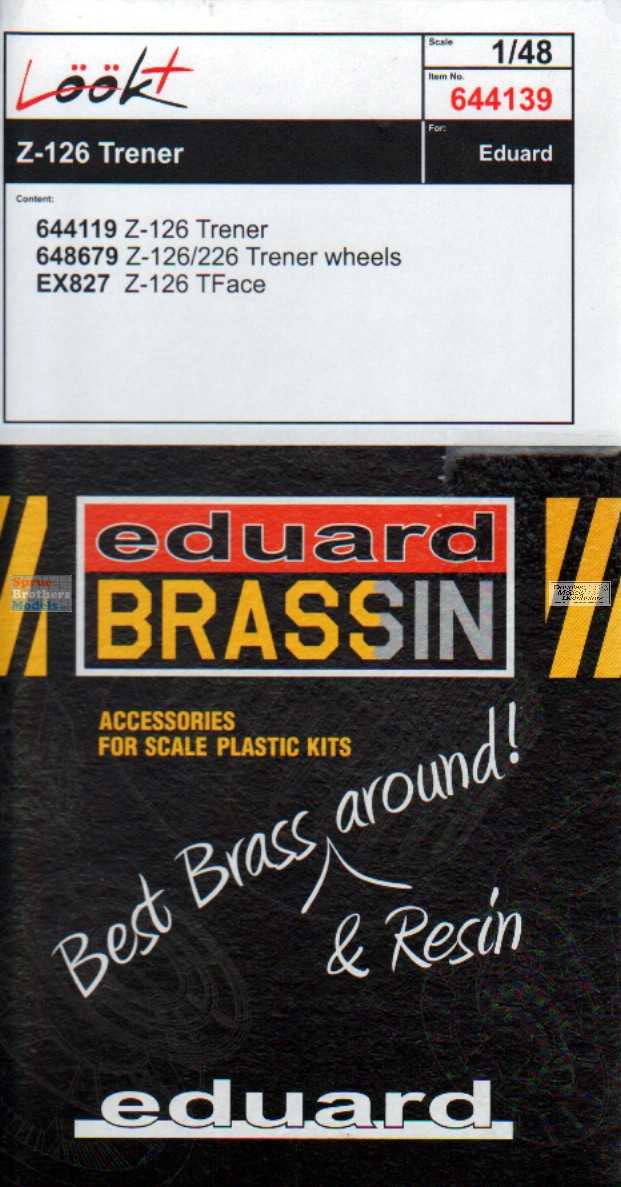 Löök+
Scale
1/48
Item No.
644139
Z-126 Trener
For:
Eduard
Content:
644119 Z-126 Trener
648679 Z-126/226 Trener wheels
EX827 Z-126 TFace
eduard
BRASSIN
Sprue
Brothers
Models
ACCESSORIES
FOR SCALE PLASTIC KITS
Best Brass around!
& Resin
eduard